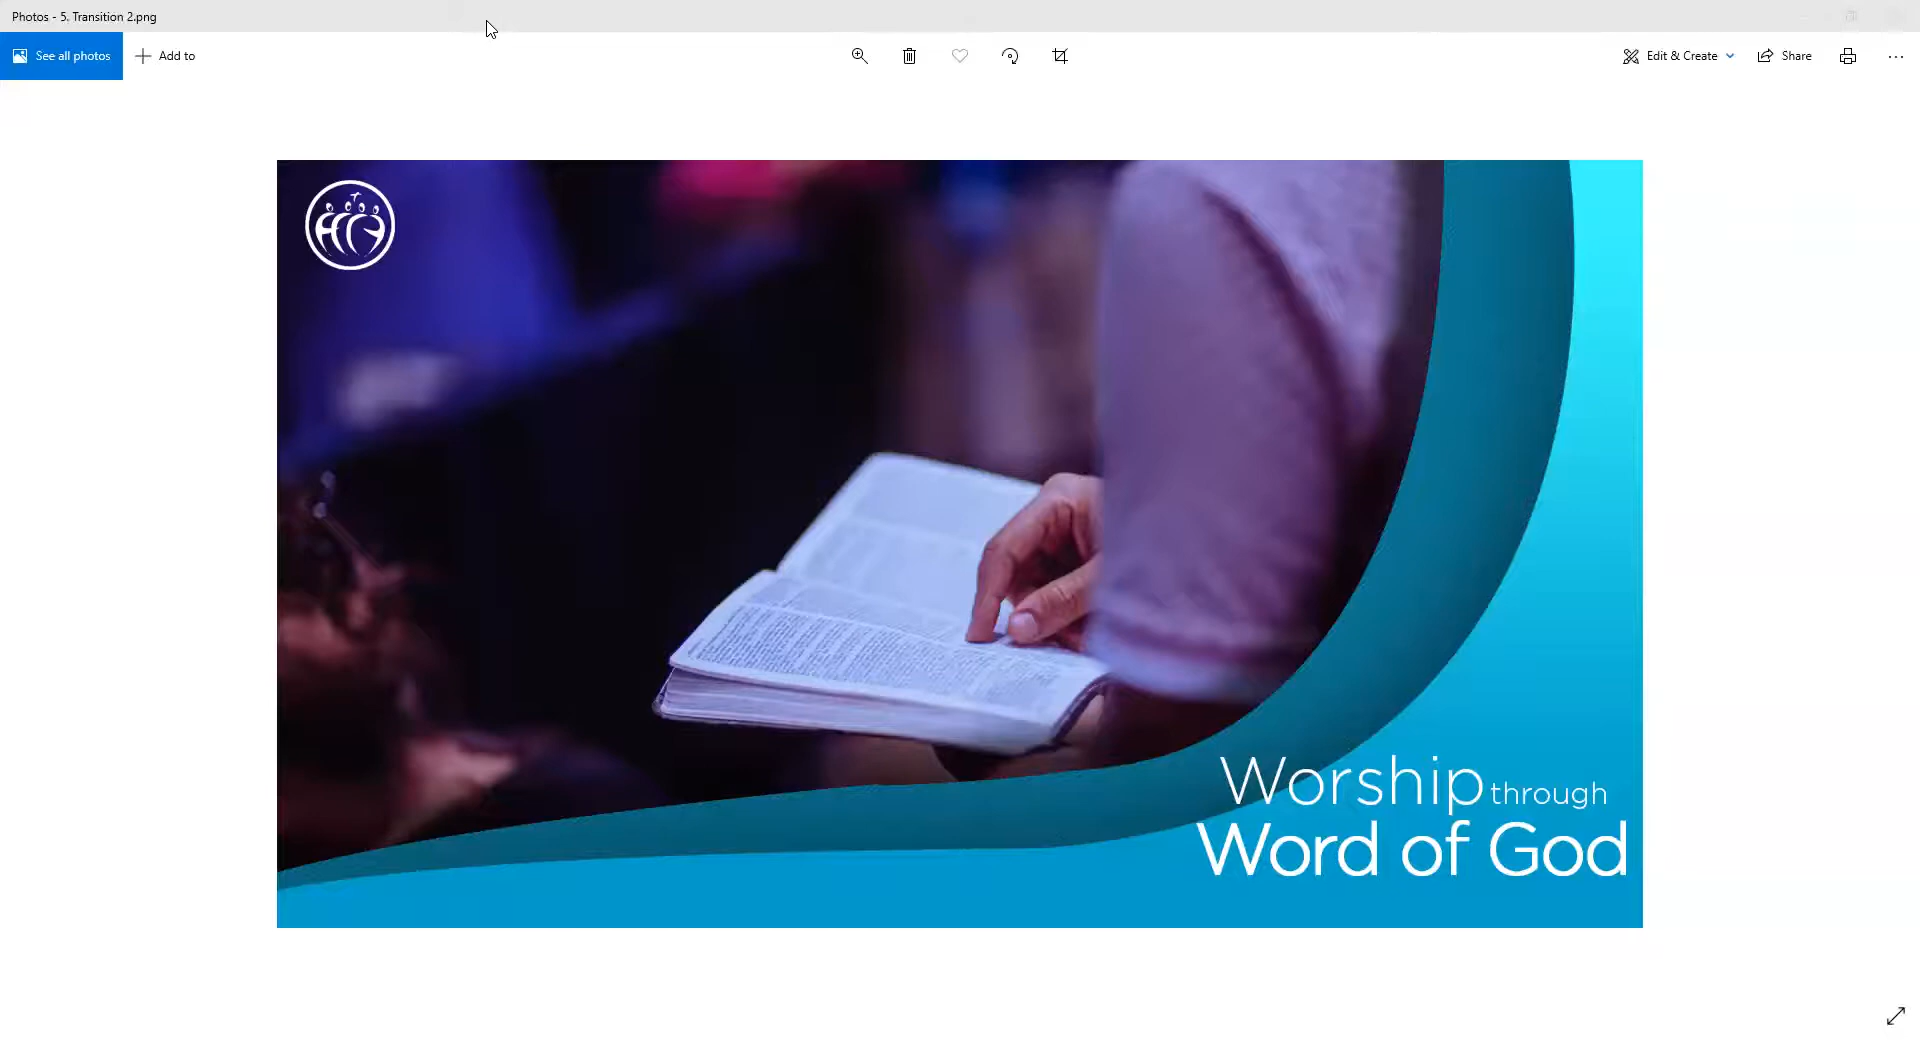 Photos - 5. Transition 2.png
See all photos
Add to
Edit & Create
Share
Worship through
Word of God